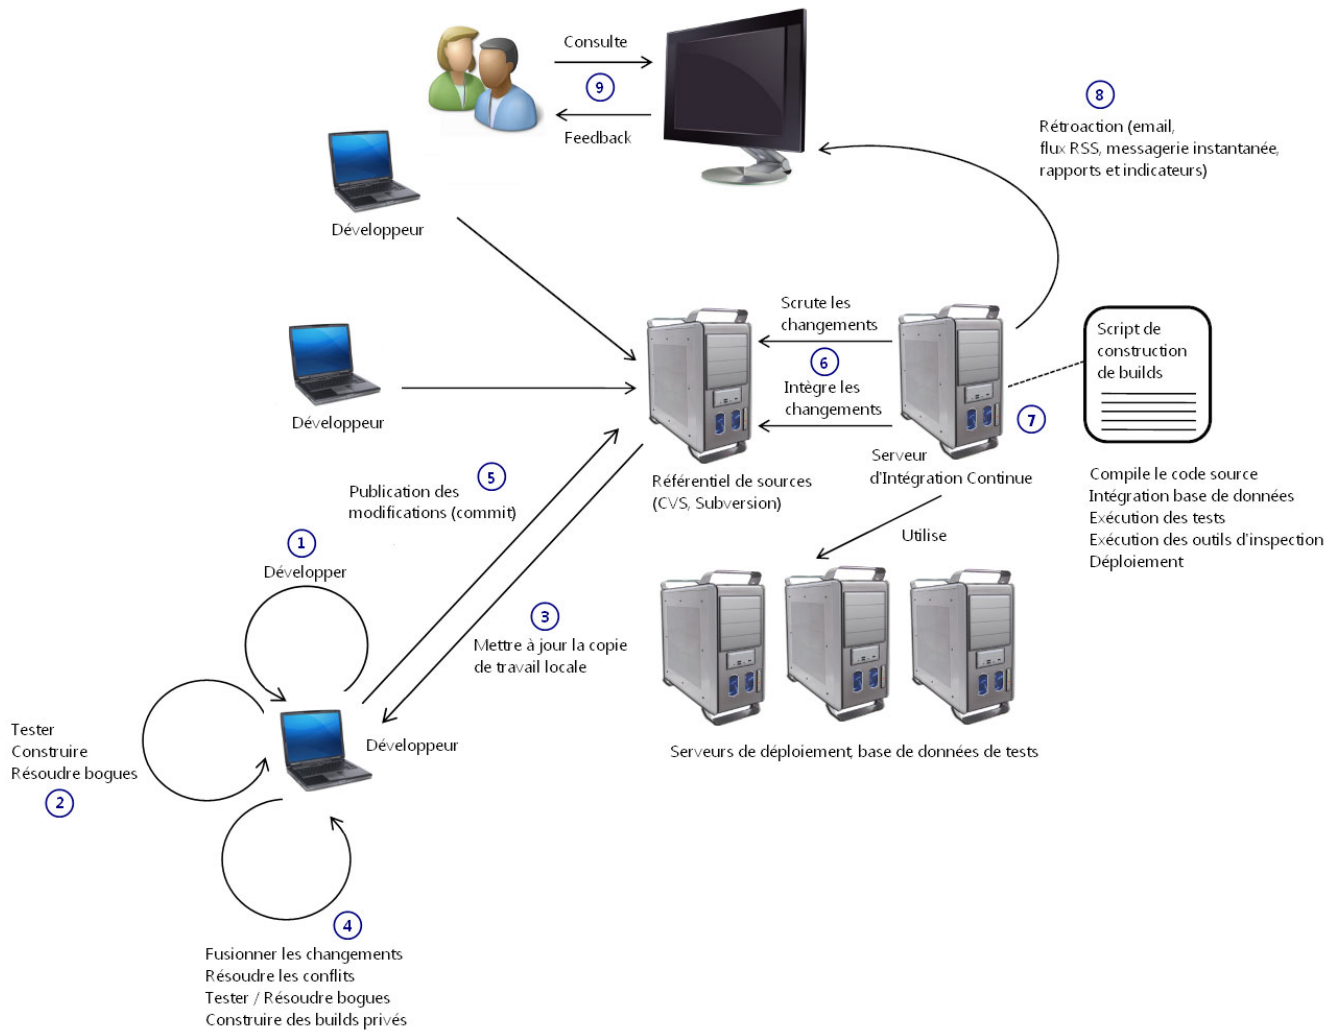 Consulte
9
Feedback
8
Rétroaction (email,
flux RSS, messagerie instantanée,
rapports et indicateurs)
Développeur
Scrute les
changements
6
Intègre les
changements
Script de
construction
de builds
Développeur
7
Serveur
d'Intégration Continue
Référentiel de sources
(CVS, Subversion)
5
Publication des
modifications (commit)
Compile le code source
Intégration base de données
Exécution des tests
Exécution des outils d'inspection
Déploiement
Utilise
1
Développer
3
Mettre à jour la copie
de travail locale
Tester
Construire
Résoudre bogues
2
Développeur
Serveurs de déploiement, base de données de tests
4
Fusionner les changements
Résoudre les conflits
Tester / Résoudre bogues
Construire des builds privés